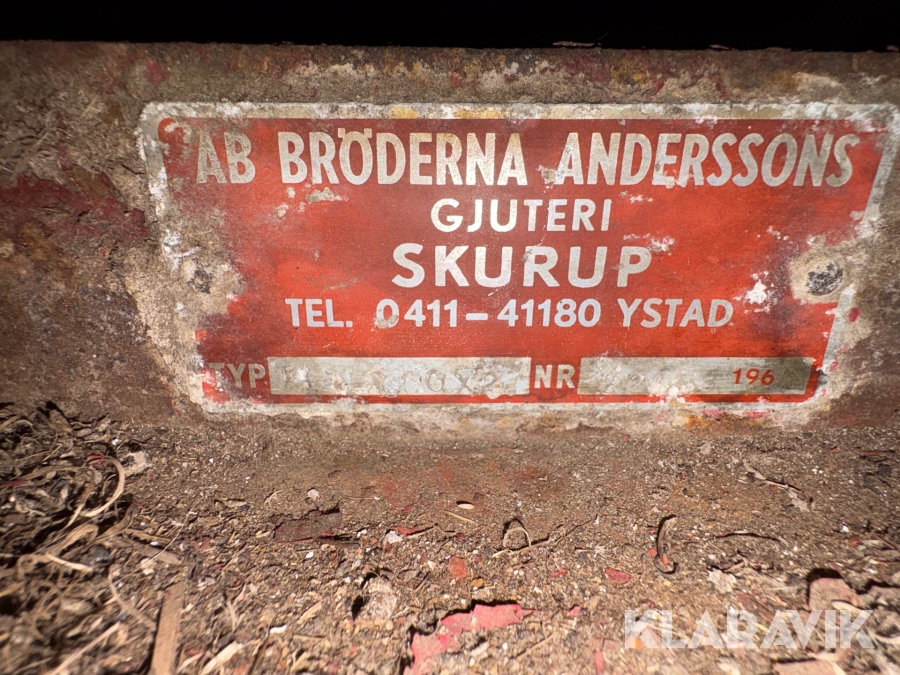 AB BRÖDERNA ANDERSSONS
GJUTERI
SKURUP
TEL. 0411-41180 YSTAD
TYP. NR 196
KLARAVIK